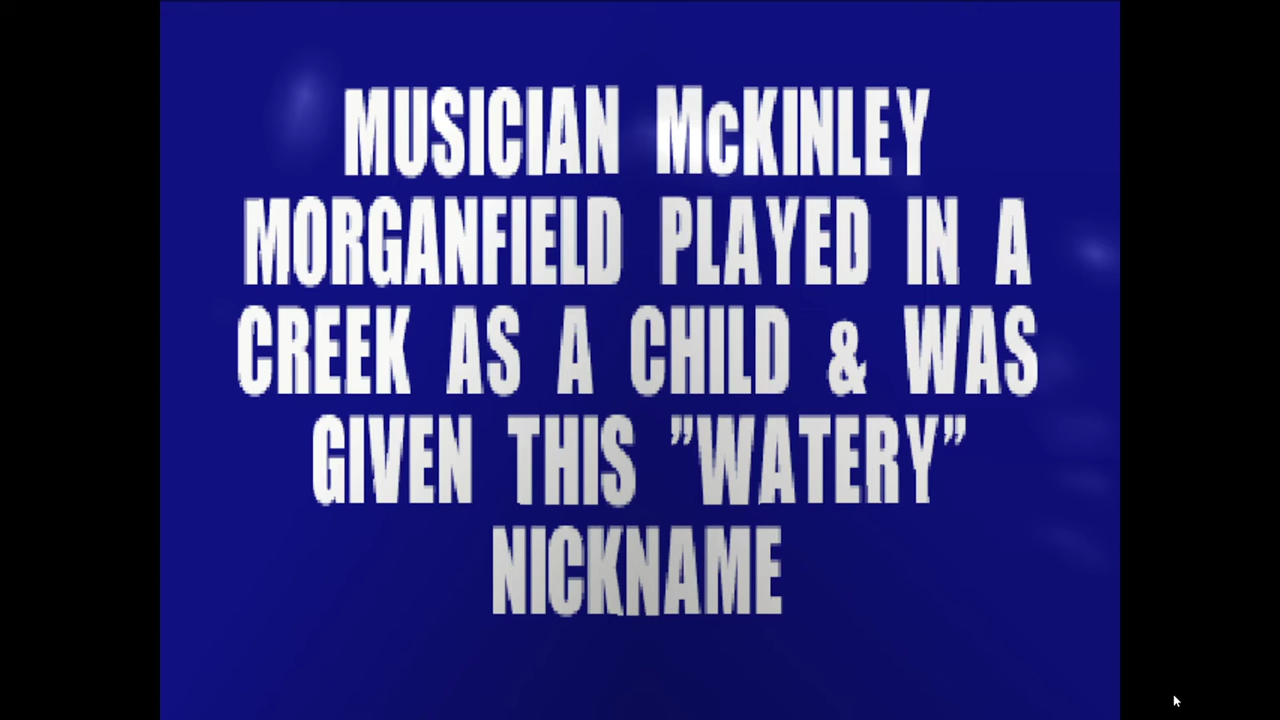 MUSICIAN McKINLEY
MORGANFIELD PLAYED IN A
CREEK AS A CHILD & WAS
GIVEN THIS ”WATERY”
NICKNAME